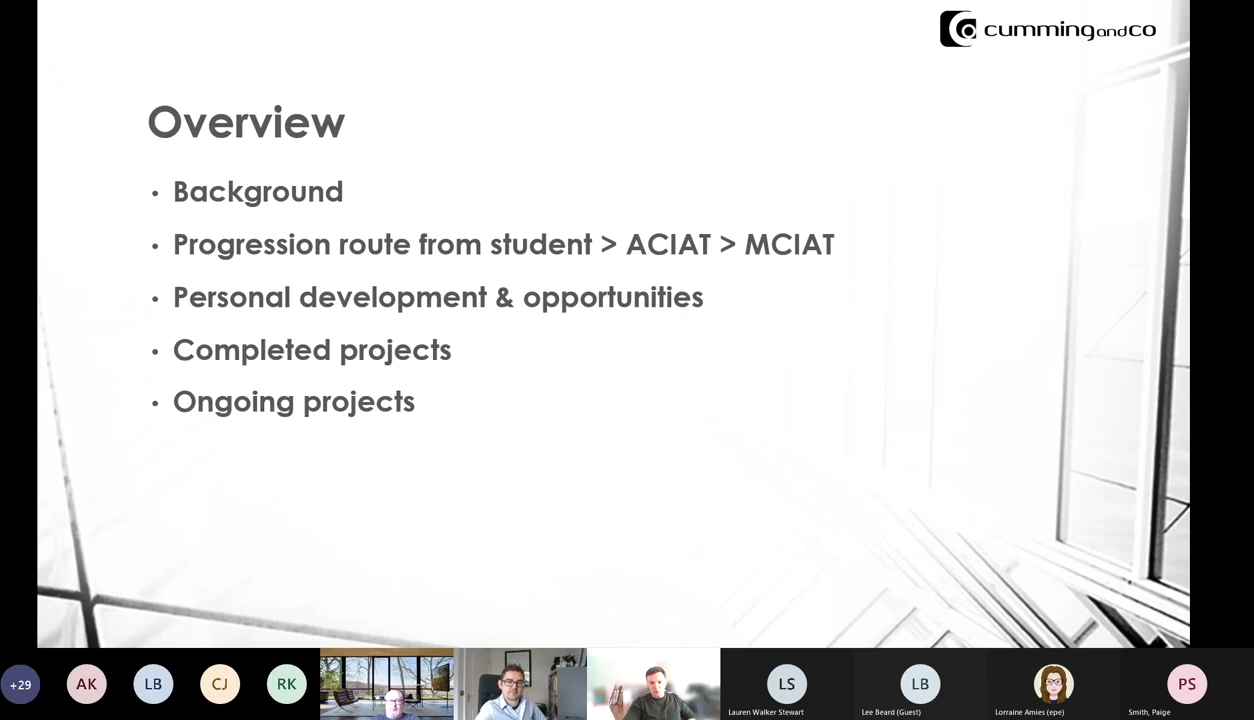 cummingandco
Overview
• Background
• Progression route from student > ACIAT > MCIAT
• Personal development & opportunities
• Completed projects
• Ongoing projects
+29
AK
LB
CJ
RK
LS
LB
PS
Lauren Walker Stewart
Lee Beard (Guest)
Lorraine Amies (epe)
Smith, Paige